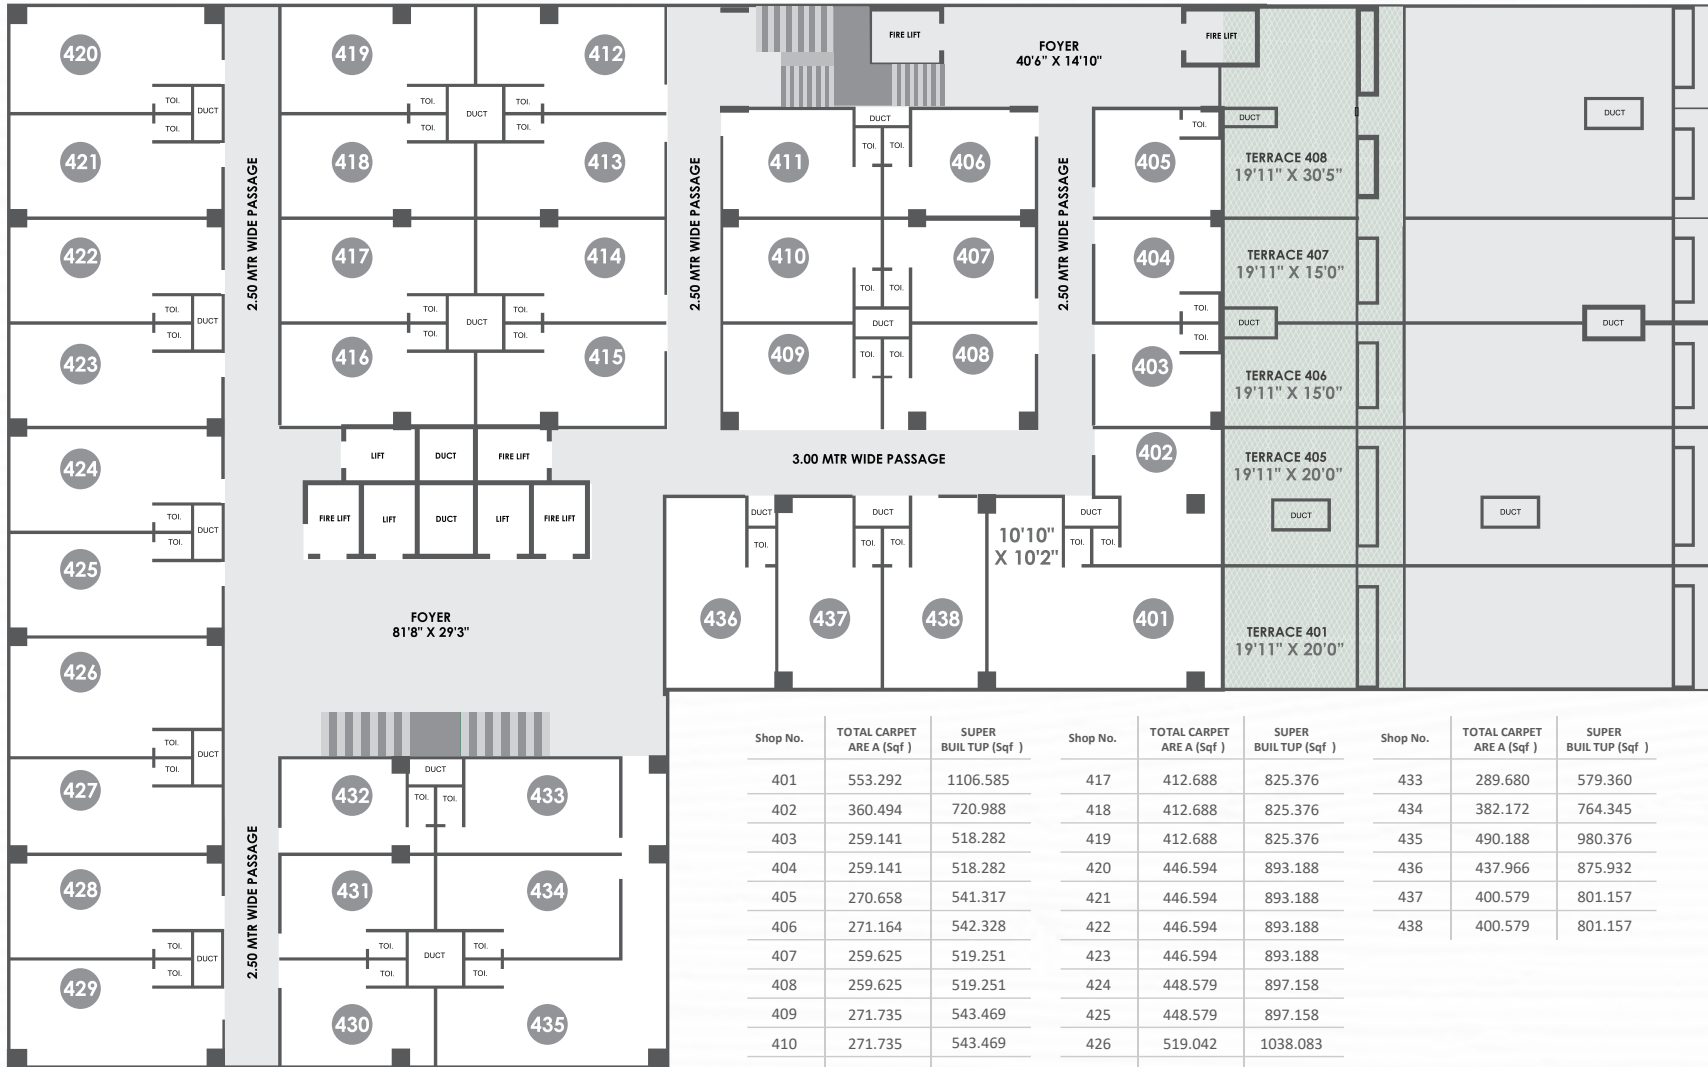 420
419
412
FIRE LIFT
FOYER
40'6" X 14'10"
FIRE LIFT
TOI.
DUCT
TOI.
TOI.
DUCT
TOI.
TOI.
TOI.
DUCT
TOI.
TOI.
TOI.
DUCT
DUCT
421
2.50 MTR WIDE PASSAGE
418
413
2.50 MTR WIDE PASSAGE
411
406
2.50 MTR WIDE PASSAGE
405
TERRACE 408
19'11" X 30'5"
422
417
414
410
407
404
TERRACE 407
19'11" X 15'0"
TOI.
DUCT
TOI.
TOI.
DUCT
TOI.
TOI.
TOI.
TOI.
TOI.
DUCT
TOI.
TOI.
TOI.
TOI.
DUCT
DUCT
423
416
415
409
408
403
TERRACE 406
19'11" X 15'0"
424
LIFT
DUCT
FIRE LIFT
3.00 MTR WIDE PASSAGE
402
TERRACE 405
19'11" X 20'0"
TOI.
DUCT
TOI.
FIRE LIFT
LIFT
DUCT
LIFT
FIRE LIFT
DUCT
TOI.
DUCT
TOI.
TOI.
10'10"
X 10'2"
DUCT
TOI.
TOI.
DUCT
DUCT
425
FOYER
81'8" X 29'3"
436
437
438
401
TERRACE 401
19'11" X 20'0"
426
TOI.
DUCT
TOI.
DUCT
TOI.
TOI.
427
432
433
2.50 MTR WIDE PASSAGE
428
431
434
TOI.
DUCT
TOI.
TOI.
DUCT
TOI.
TOI.
TOI.
429
430
435
Shop No. TOTAL CARPET SUPER
ARE A (Sqf ) BUIL TUP (Sqf )
401 553.292 1106.585
402 360.494 720.988
403 259.141 518.282
404 259.141 518.282
405 270.658 541.317
406 271.164 542.328
407 259.625 519.251
408 259.625 519.251
409 271.735 543.469
410 271.735 543.469
Shop No. TOTAL CARPET SUPER
ARE A (Sqf ) BUIL TUP (Sqf )
417 412.688 825.376
418 412.688 825.376
419 412.688 825.376
420 446.594 893.188
421 446.594 893.188
422 446.594 893.188
423 446.594 893.188
424 448.579 897.158
425 448.579 897.158
426 519.042 1038.083
Shop No. TOTAL CARPET SUPER
ARE A (Sqf ) BUIL TUP (Sqf )
433 289.680 579.360
434 382.172 764.345
435 490.188 980.376
436 437.966 875.932
437 400.579 801.157
438 400.579 801.157